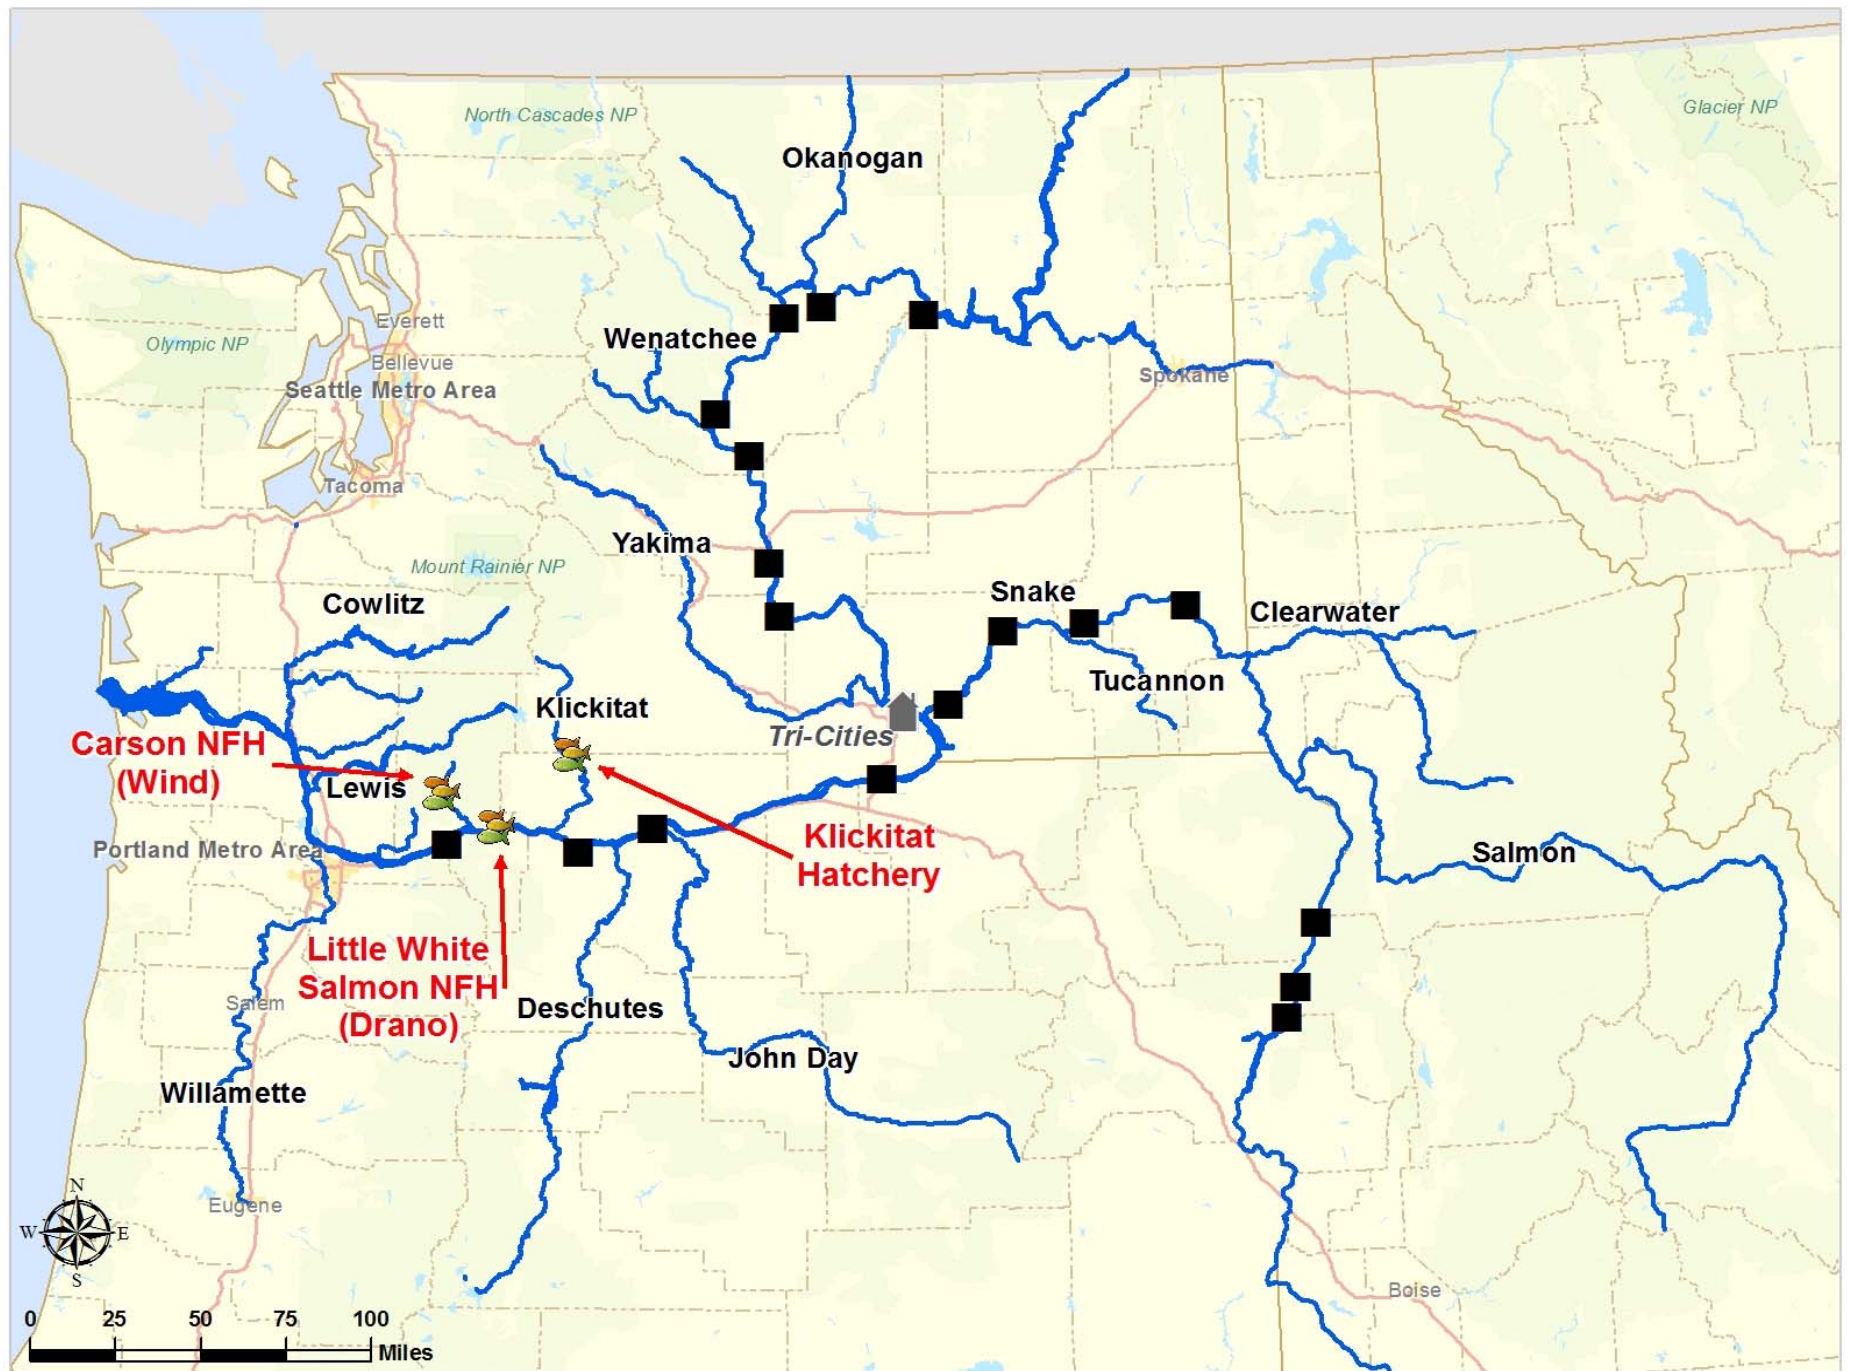 North Cascades NP
Glacier NP
Okanogan
Everett
Wenatchee
Olympic NP
Bellevue
Seattle Metro Area
Spokane
Tacoma
Yakima
Mount Rainier NP
Snake
Cowlitz
Clearwater
Tucannon
Klickitat
Tri-Cities
Carson NFH
(Wind)
Lewis
Klickitat
Hatchery
Portland Metro Area
Salmon
Little White
Salmon NFH
(Drano)
Salem
Deschutes
John Day
Willamette
Eugene
N
W
E
S
Boise
0 25 50 75 100
Miles